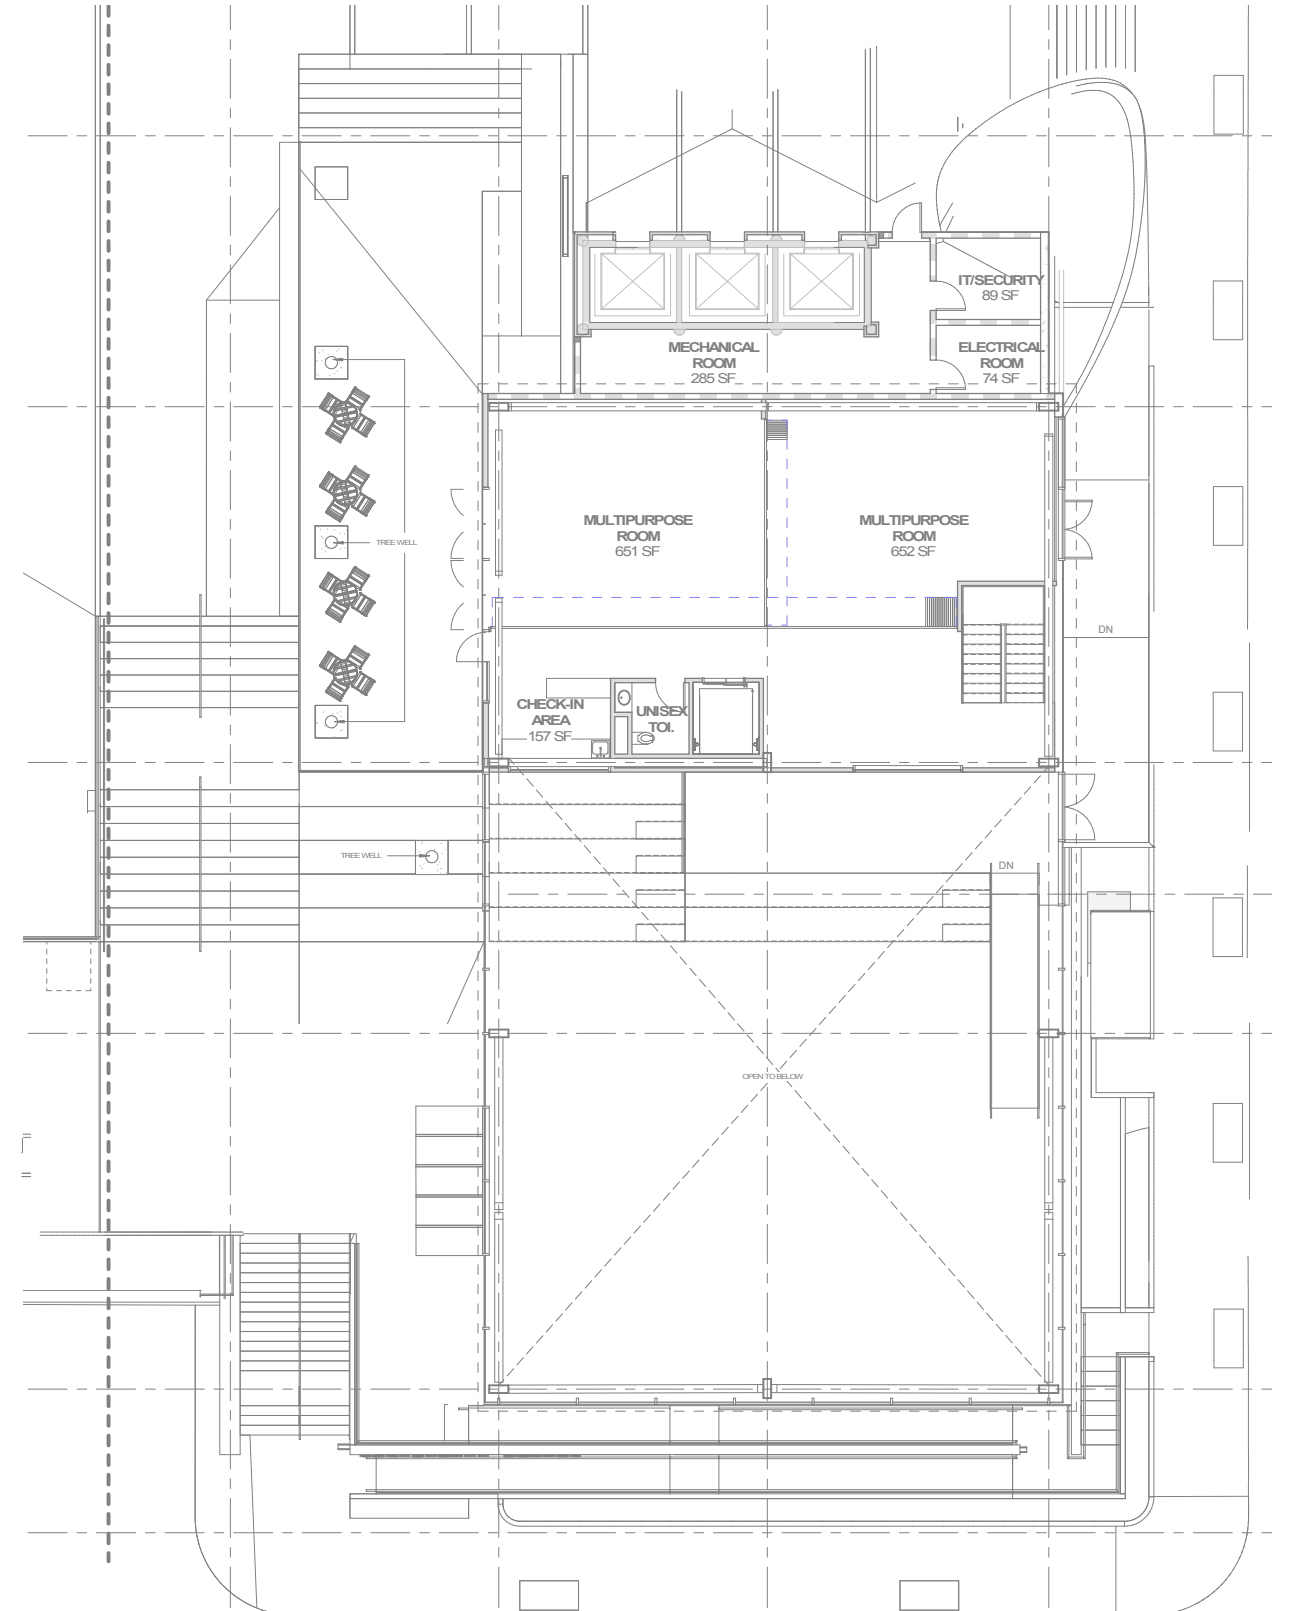 IT/SECURITY
89 SF
MECHANICAL
ROOM
285 SF
ELECTRICAL
ROOM
74 SF
MULTIPURPOSE
ROOM
651 SF
MULTIPURPOSE
ROOM
652 SF
TREE WELL
DN
CHECK-IN
AREA
157 SF
UNISEX
TOI.
TREE WELL
DN
OPEN TO BELOW